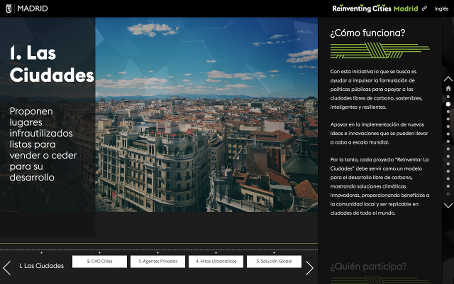 MADRID
Reinventing Cities Madrid
Inglés
1. Las
Ciudades
Proponen
lugares
infrautilizados
listos para
vender o ceder
para su
desarrollo
¿Cómo funciona?
Con esta iniciativa lo que se busca es
ayudar a impulsar la formulación de
políticas públicas para apoyar a las
ciudades libres de carbono, sostenibles,
inteligentes y resilientes.
Apoyar en la implementación de nuevas
ideas e innovaciones que se puedan llevar
a cabo a escala mundial.
Por lo tanto, cada proyecto "Reinventar La
Ciudades" debe servir como un modelo
para el desarrollo libre de carbono,
mostrando soluciones climáticas
innovadoras, proporcionando beneficios a
la comunidad local y ser replicable en
ciudades de todo el mundo.
¿Quién participa?
1. Las Ciudades
2. C40 Cities
3. Agentes Privados
4. Hitos Urbanísticos
5. Solución Global